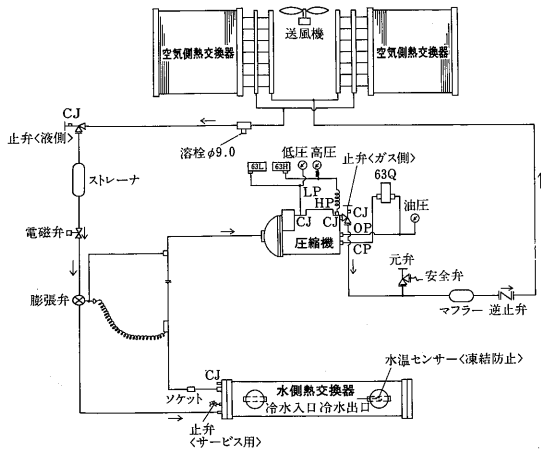 送風機
空気側熱交換器
空気側熱交換器
CJ
止弁〈液側〉
溶栓φ9.0
低圧 高圧
止弁〈ガス側〉
63L
63H
63Q
LP
HP
CJ
CJ
CJ
油圧
OP
CP
ストレーナ
圧縮機
電磁弁
元弁
安全弁
膨張弁
マフラー
逆止弁
CJ
水温センサー〈凍結防止〉
ソケット
水側熱交換器
冷水入口 冷水出口
止弁
〈サービス用〉